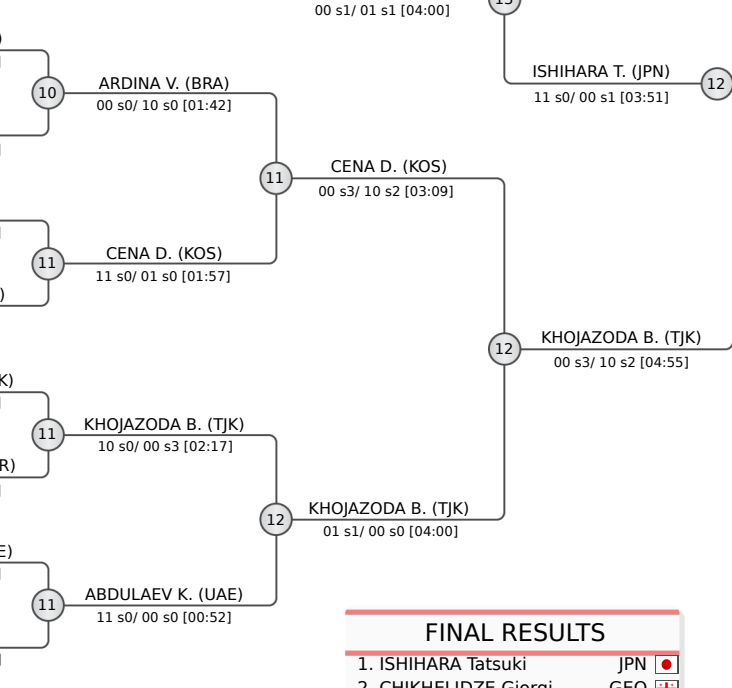 00 s1/ 01 s1 [04:00]
ISHIHARA T. (JPN)
12
11 s0/ 00 s1 [03:51]
10
ARDINA V. (BRA)
00 s0/ 10 s0 [01:42]
11
CENA D. (KOS)
00 s3/ 10 s2 [03:09]
11
CENA D. (KOS)
11 s0/ 01 s0 [01:57]
12
KHOJAZODA B. (TJK)
00 s3/ 10 s2 [04:55]
K)
11
KHOJAZODA B. (TJK)
10 s0/ 00 s3 [02:17]
R)
12
KHOJAZODA B. (TJK)
01 s1/ 00 s0 [04:00]
E)
11
ABDULAEV K. (UAE)
11 s0/ 00 s0 [00:52]
FINAL RESULTS
1. ISHIHARA Tatsuki JPN
2. CHIKHELIDZE Giorgi GEO